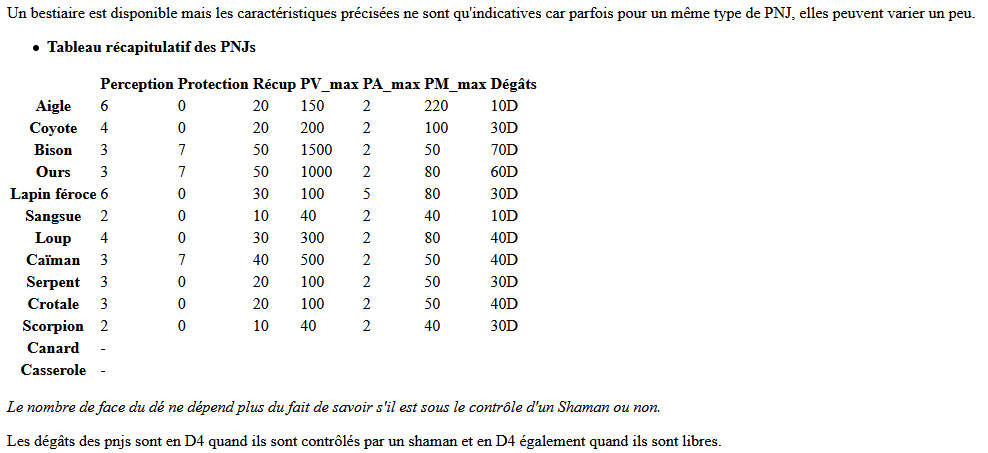 Un bestiaire est disponible mais les caractéristiques précisées ne sont qu'indicatives car parfois pour un même type de PNJ, elles peuvent varier un peu.
• Tableau récapitulatif des PNJs
Perception Protection Récup PV_max PA_max PM_max Dégâts
Aigle 6 0 20 150 2 220 10D
Coyote 4 0 20 200 2 100 30D
Bison 3 7 50 1500 2 50 70D
Ours 3 7 50 1000 2 80 60D
Lapin féroce 6 0 30 100 5 80 30D
Sangsue 2 0 10 40 2 40 10D
Loup 4 0 30 300 2 80 40D
Caïman 3 7 40 500 2 50 40D
Serpent 3 0 20 100 2 50 30D
Crotale 3 0 20 100 2 50 40D
Scorpion 2 0 10 40 2 40 30D
Canard -
Casserole -
Le nombre de face du dé ne dépend plus du fait de savoir s'il est sous le contrôle d'un Shaman ou non.
Les dégâts des pnjs sont en D4 quand ils sont contrôlés par un shaman et en D4 également quand ils sont libres.